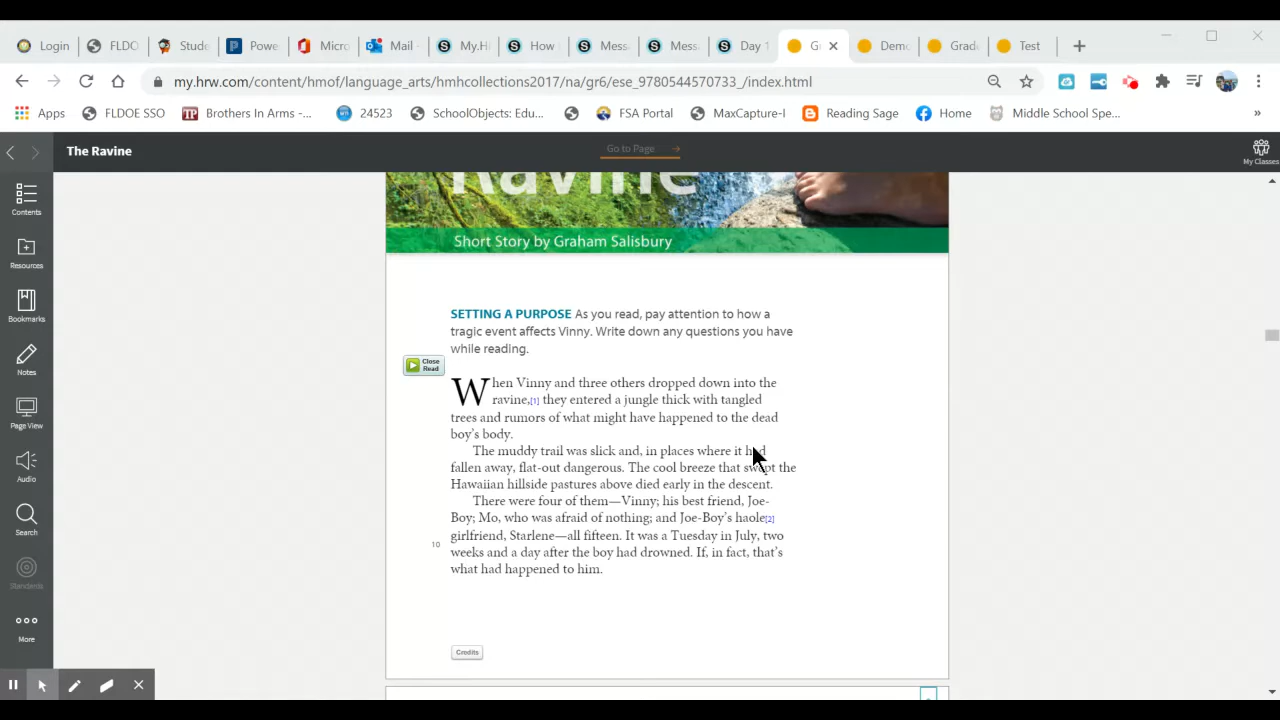 Login FLDO Stude Powe Micro Mail - My.Hi How Messa Messa Day 1 Gr Demo Grade Test
my.hrw.com/content/hmof/language_arts/hmhcollections2017/na/gr6/ese_9780544570733_/index.html
Apps FLDOE SSO Brothers In Arms -... 24523 SchoolObjects: Edu... FSA Portal MaxCapture-I Reading Sage Home Middle School Spe... »
The Ravine Go to Page → My Classes
Contents
Resources
Bookmarks
Notes
Page View
Audio
Search
Standards
More
Ravine
Short Story by Graham Salisbury
SETTING A PURPOSE As you read, pay attention to how a
tragic event affects Vinny. Write down any questions you have
while reading.
Close
Read
When Vinny and three others dropped down into the
ravine,[1] they entered a jungle thick with tangled
trees and rumors of what might have happened to the dead
boy's body.
The muddy trail was slick and, in places where it had
fallen away, flat-out dangerous. The cool breeze that swept the
Hawaiian hillside pastures above died early in the descent.
There were four of them—Vinny; his best friend, Joe-
Boy; Mo, who was afraid of nothing; and Joe-Boy's haole[2]
10 girlfriend, Starlene—all fifteen. It was a Tuesday in July, two
weeks and a day after the boy had drowned. If, in fact, that's
what had happened to him.
Credits